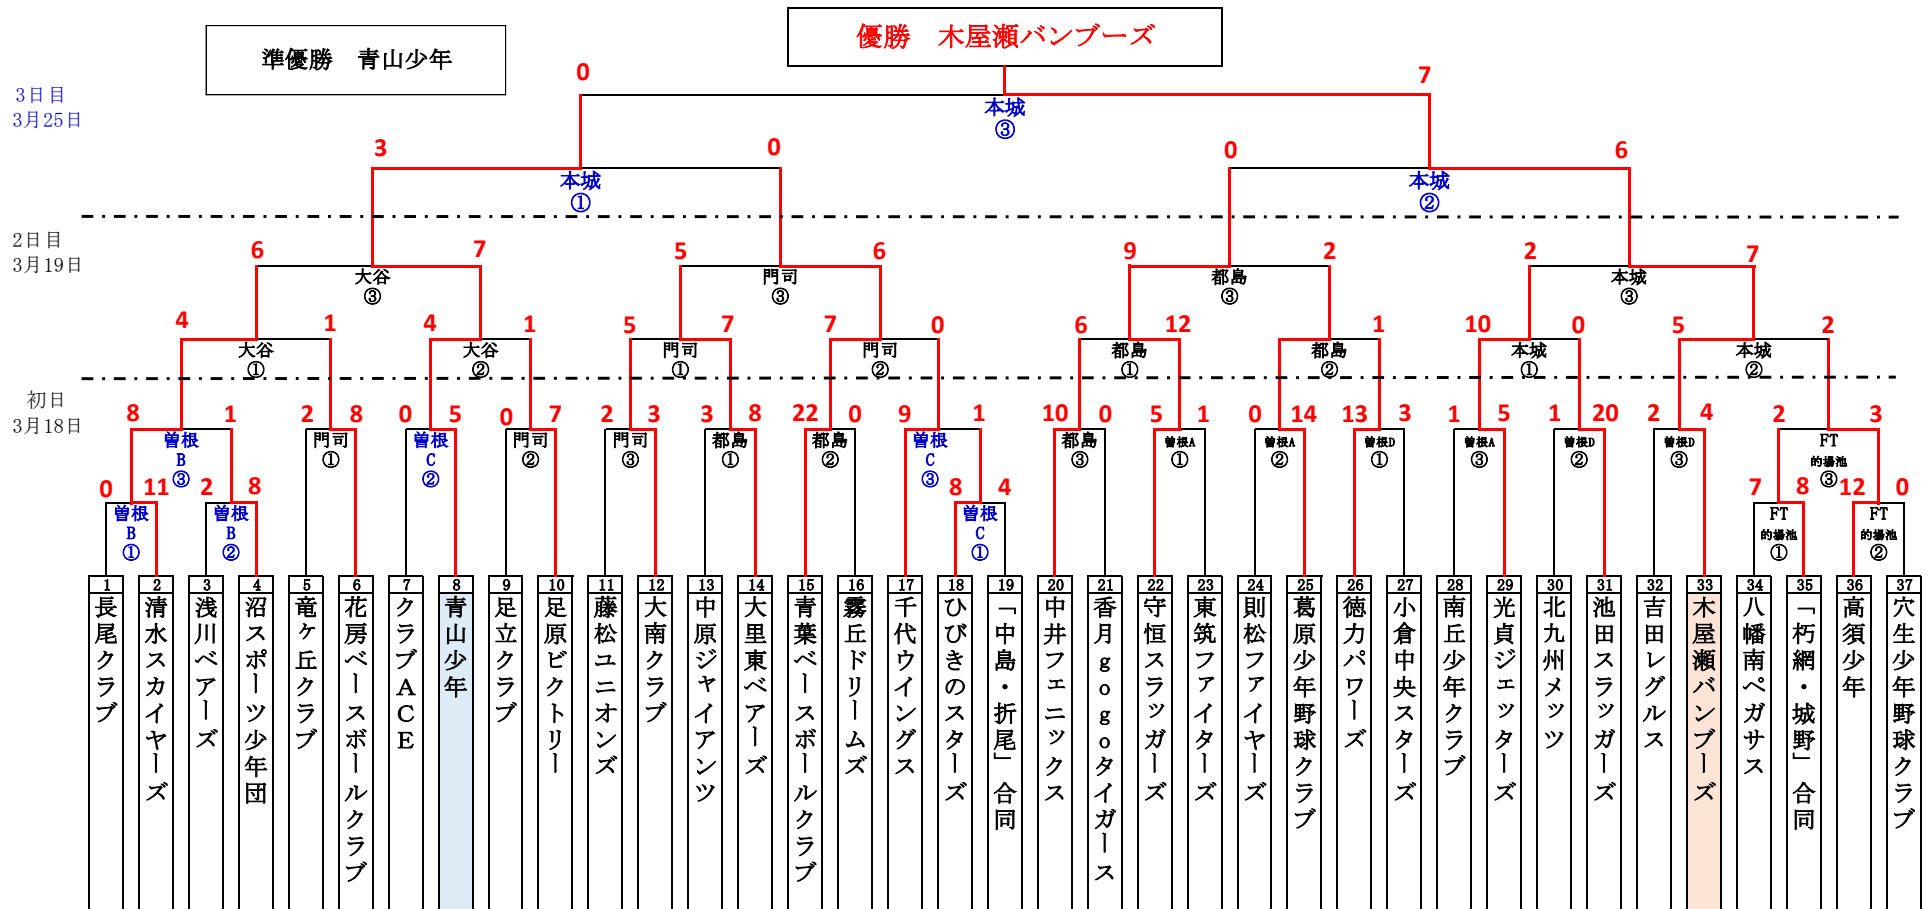 優勝　木屋瀬バンブーズ
準優勝　青山少年
0
7
3日目
3月25日
本城
③
3
0
0
6
本城
①
本城
②
2日目
3月19日
6
7
5
6
9
2
2
7
大谷
③
門司
③
都島
③
本城
③
4
1
4
1
5
7
7
0
6
12
1
10
0
5
2
大谷
①
大谷
②
門司
①
門司
②
都島
①
都島
②
本城
①
本城
②
初日
3月18日
8
1
2
8
0
5
0
7
2
3
3
8
22
0
9
1
10
0
5
1
0
14
13
3
1
5
1
20
2
4
2
3
曽根
B
③
門司
①
曽根
C
②
門司
②
門司
③
都島
①
都島
②
曽根
C
③
都島
③
曽根A
①
曽根A
②
曽根D
①
曽根A
③
曽根D
②
曽根D
③
FT
的場池
③
0
11
2
8
8
4
7
8
12
0
曽根
B
①
曽根
B
②
曽根
C
①
FT
的場池
①
FT
的場池
②
1
長尾クラブ
2
清水スカイヤーズ
3
浅川ベアーズ
4
沼スポーツ少年団
5
竜ケ丘クラブ
6
花房ベースボールクラブ
7
クラブACE
8
青山少年
9
足立クラブ
10
足原ビクトリー
11
藤松ユニオンズ
12
大南クラブ
13
中原ジャイアンツ
14
大里東ベアーズ
15
青葉ベースボールクラブ
16
霧丘ドリームズ
17
千代ウイングス
18
ひびきのスターズ
19
「中島・折尾」合同
20
中井フェニックス
21
香月gogoタイガース
22
守恒スラッガーズ
23
東筑ファイターズ
24
則松ファイヤーズ
25
葛原少年野球クラブ
26
徳力パワーズ
27
小倉中央スターズ
28
南丘少年クラブ
29
光貞ジェッターズ
30
北九州メッツ
31
池田スラッガーズ
32
吉田レグルス
33
木屋瀬バンブーズ
34
八幡南ペガサス
35
「朽網・城野」合同
36
高須少年
37
穴生少年野球クラブ